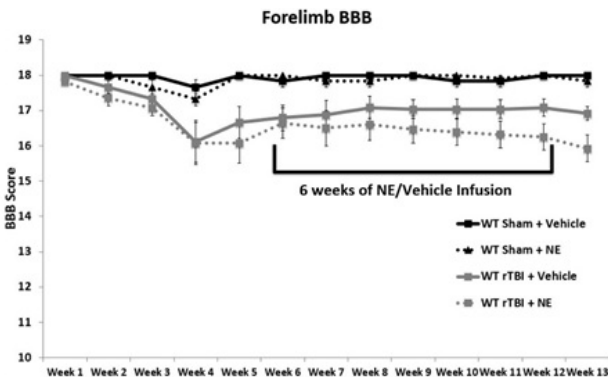 Forelimb BBB
19
18
17
16
15
14
13
12
11
10
BBB Score
6 weeks of NE/Vehicle Infusion
WT Sham + Vehicle
WT Sham + NE
WT rTBI + Vehicle
WT rTBI + NE
Week 1 Week 2 Week 3 Week 4 Week 5 Week 6 Week 7 Week 8 Week 9 Week 10 Week 11 Week 12 Week 13